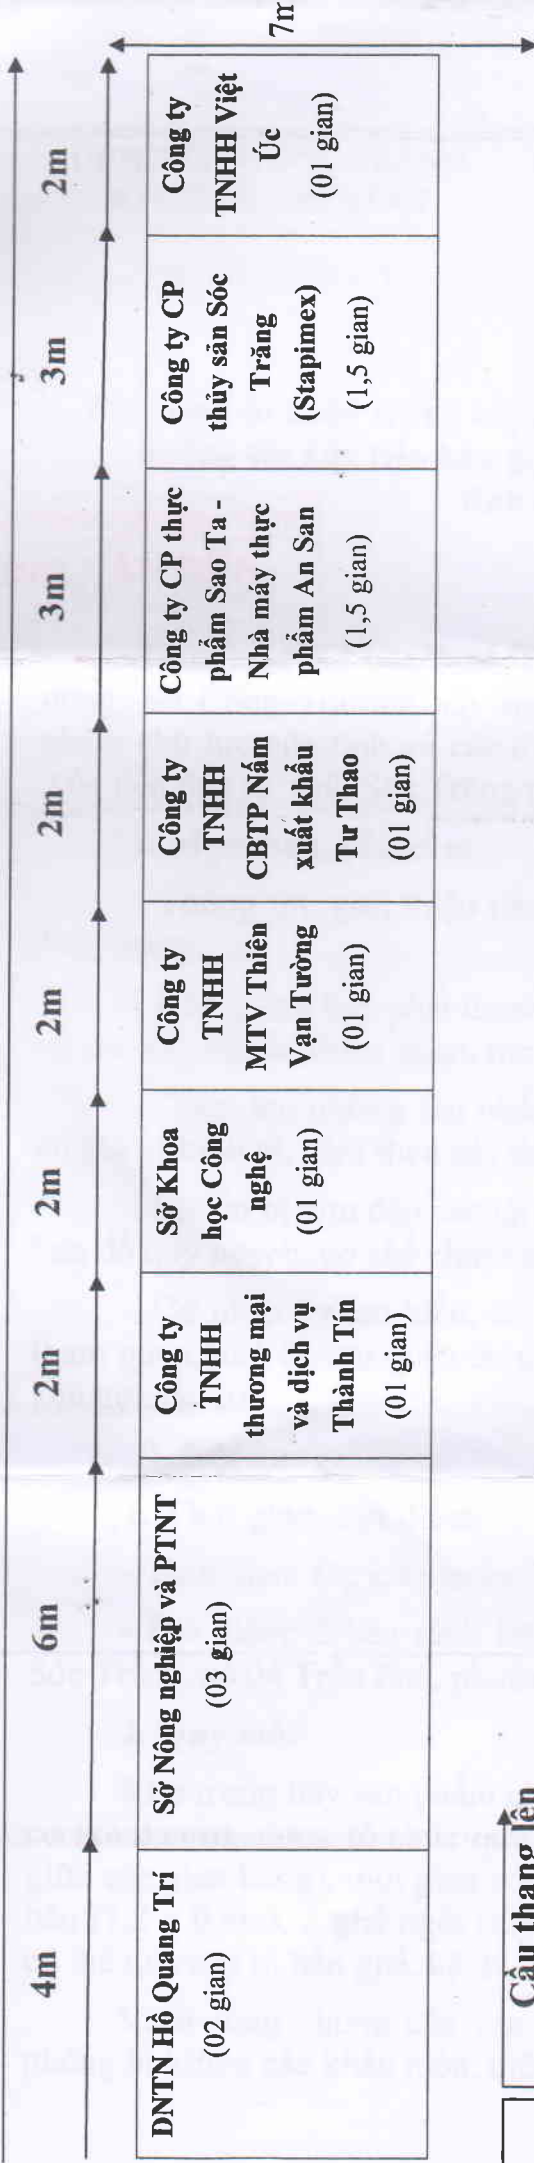 4m
6m
2m
2m
2m
2m
3m
3m
2m
DNTN Hồ Quang Trí
(02 gian)
Sở Nông nghiệp và PTNT
(03 gian)
Công ty
TNHH
thương mại
và dịch vụ
Thành Tín
(01 gian)
Sở Khoa
học Công
nghệ
(01 gian)
Công ty
TNHH
MTV Thiên
Vạn Tường
(01 gian)
Công ty
TNHH
CBTP Nấm
xuất khẩu
Tư Thao
(01 gian)
Công ty CP thực
phẩm Sao Ta -
Nhà máy thực
phẩm An San
(1,5 gian)
Công ty CP
thủy sản Sóc
Trăng
(Stapimex)
(1,5 gian)
Công ty
TNHH Việt
Úc
(01 gian)
7m
Cầu thang lên